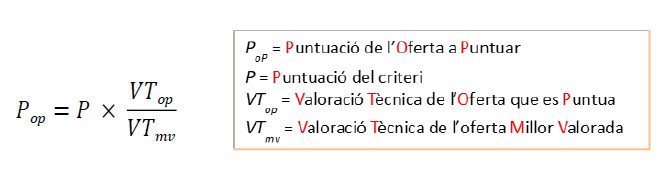 P_op = P × VT_op / VT_mv
P_oP = Puntuació de l'Oferta a Puntuar
P = Puntuació del criteri
VT_op = Valoració Tècnica de l'Oferta que es Puntua
VT_mv = Valoració Tècnica de l'oferta Millor Valorada